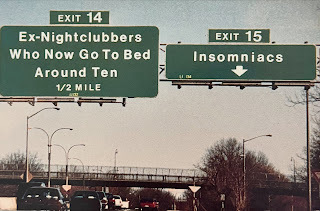 EXIT 14
Ex-Nightclubbers
Who Now Go To Bed
Around Ten
1/2 MILE
EXIT 15
Insomniacs